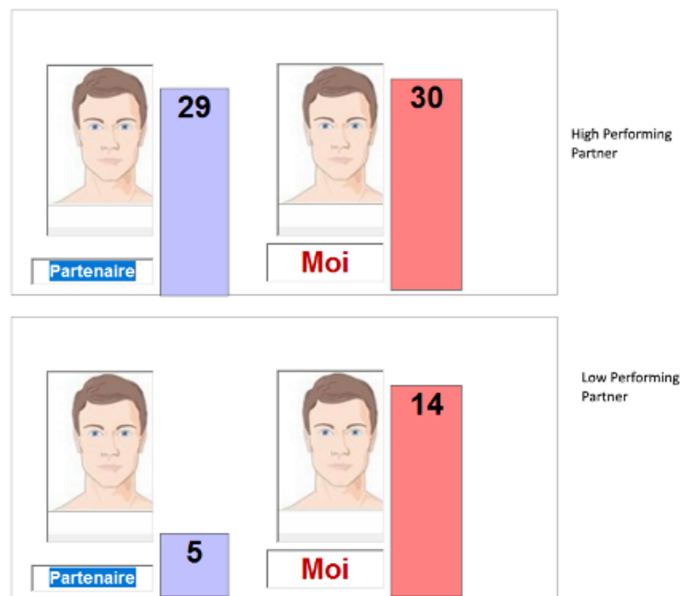 29
30
High Performing
Partner
Partenaire
Moi
14
Low Performing
Partner
5
Partenaire
Moi